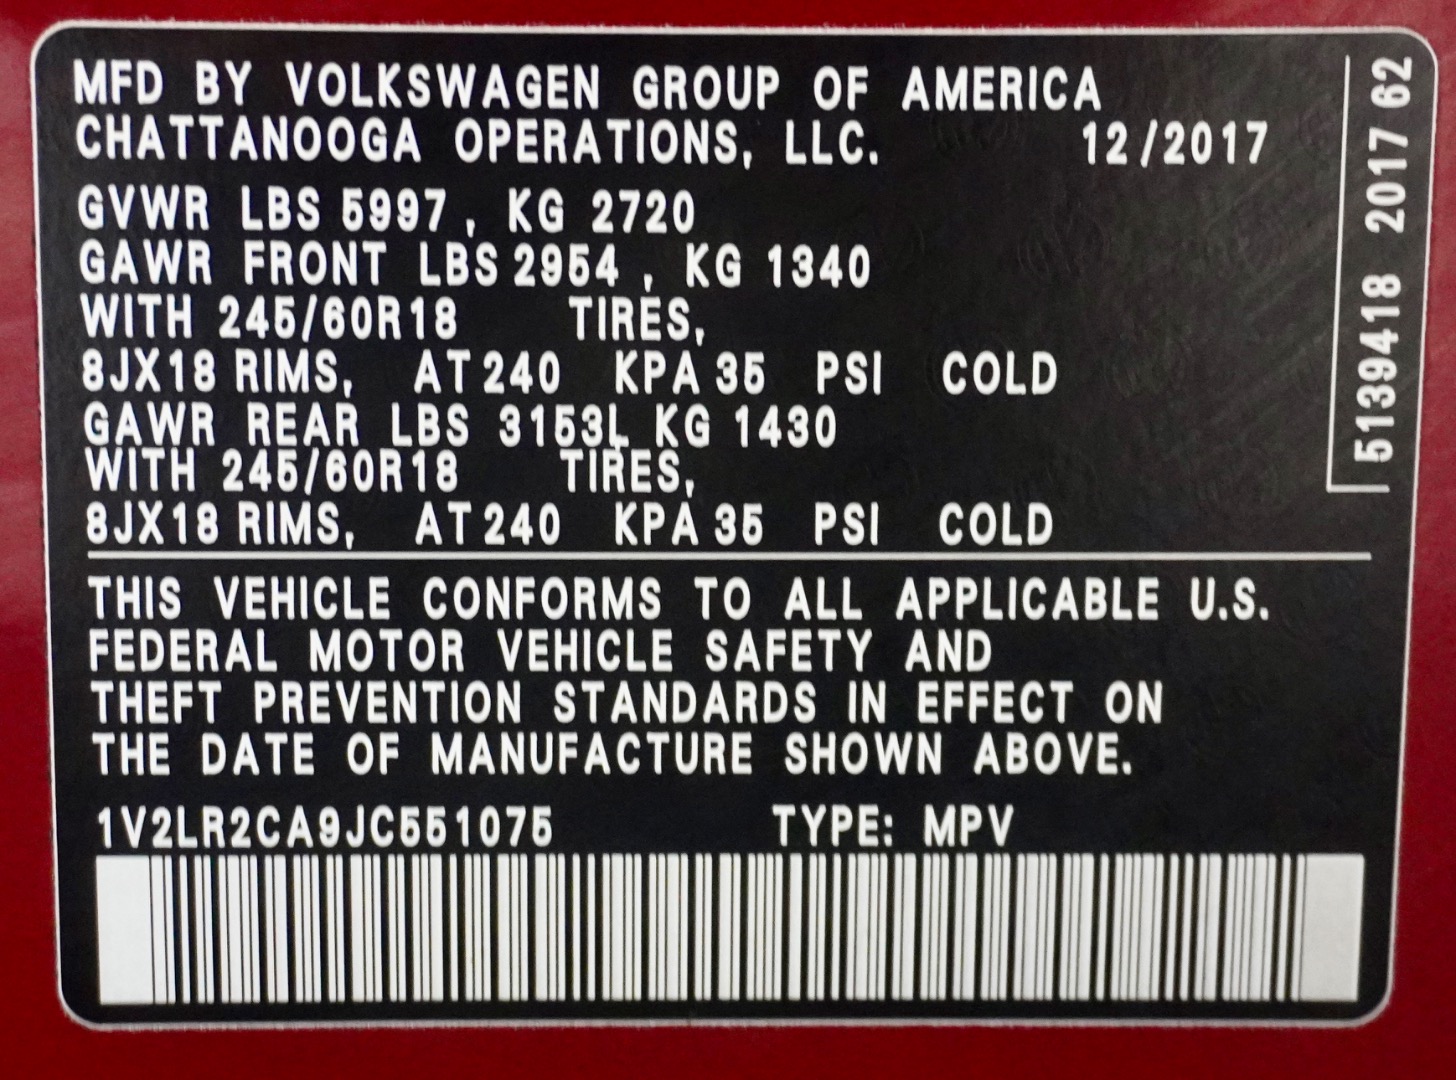 MFD BY VOLKSWAGEN GROUP OF AMERICA
CHATTANOOGA OPERATIONS, LLC. 12/2017
GVWR LBS 5997, KG 2720
GAWR FRONT LBS 2954, KG 1340
WITH 245/60R18 TIRES,
8JX18 RIMS, AT 240 KPA 35 PSI COLD
GAWR REAR LBS 3153L KG 1430
WITH 245/60R18 TIRES,
8JX18 RIMS, AT 240 KPA 35 PSI COLD
THIS VEHICLE CONFORMS TO ALL APPLICABLE U.S.
FEDERAL MOTOR VEHICLE SAFETY AND
THEFT PREVENTION STANDARDS IN EFFECT ON
THE DATE OF MANUFACTURE SHOWN ABOVE.
1V2LR2CA9JC551075 TYPE: MPV
5139418 2017 62